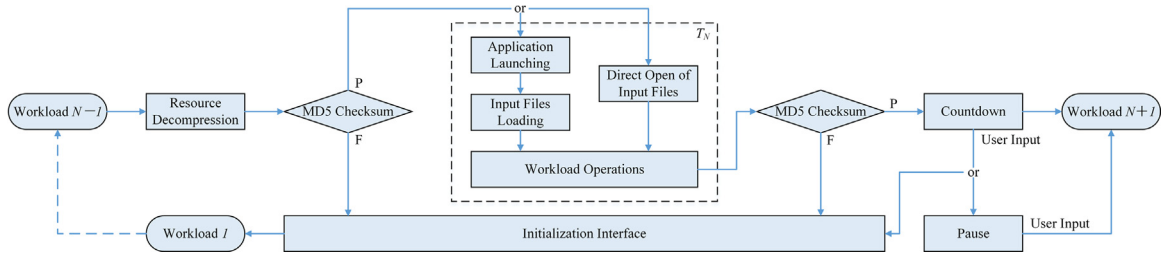 or
T_N
Application
Launching
Direct Open of
Input Files
P
Workload N−1
Resource
Decompression
MD5 Checksum
Input Files
Loading
MD5 Checksum
P
Countdown
Workload N+1
F
F
User Input
Workload Operations
or
Workload 1
Initialization Interface
Pause
User Input